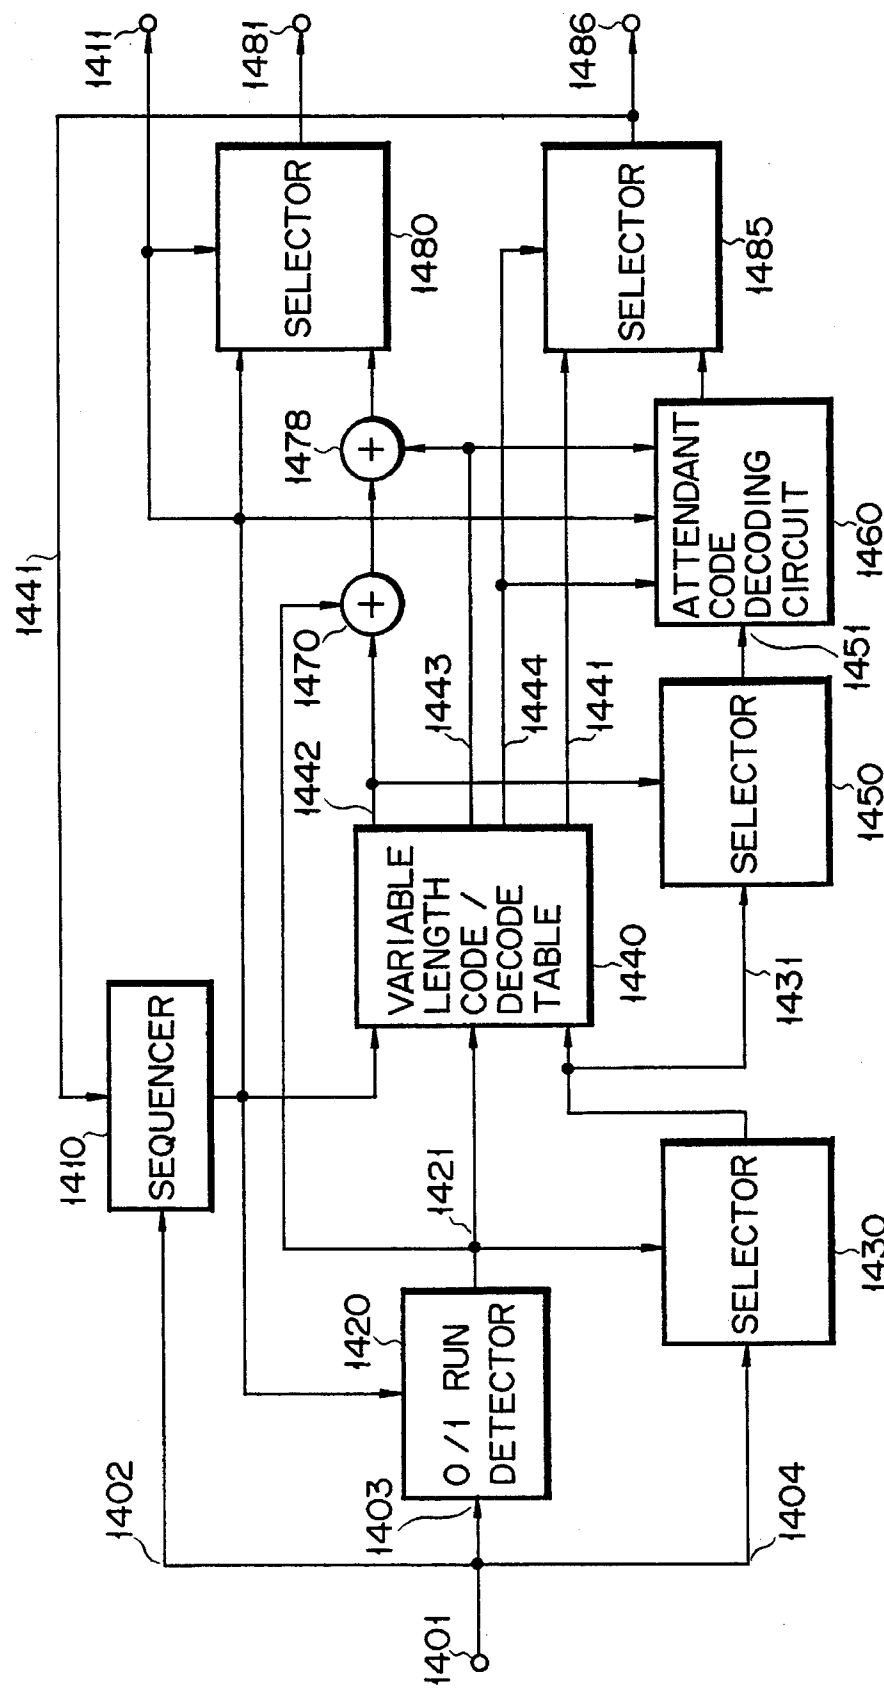 1411
1481
1486
1441
SELECTOR
1480
SELECTOR
1485
1478
1470
1442
1443
1444
1441
ATTENDANT
CODE
DECODING
CIRCUIT
1460
1451
SELECTOR
1450
VARIABLE
LENGTH
CODE /
DECODE
TABLE
1440
1431
SEQUENCER
1410
1421
SELECTOR
1430
0/1 RUN
DETECTOR
1420
1402
1403
1404
1401
+
+